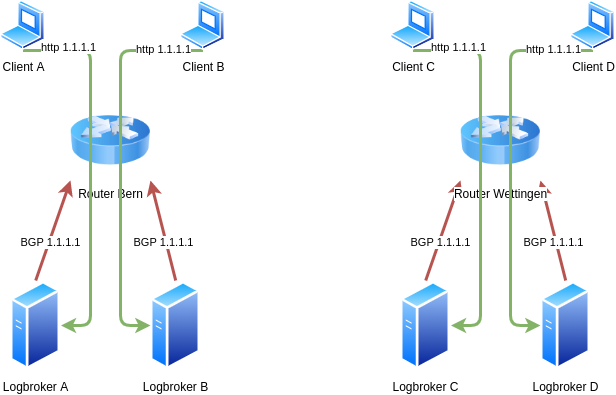 http 1.1.1.1
http 1.1.1.1
http 1.1.1.1
http 1.1.1.1
Client A
Client B
Client C
Client D
Router Bern
Router Wettingen
BGP 1.1.1.1
BGP 1.1.1.1
BGP 1.1.1.1
BGP 1.1.1.1
Logbroker A
Logbroker B
Logbroker C
Logbroker D